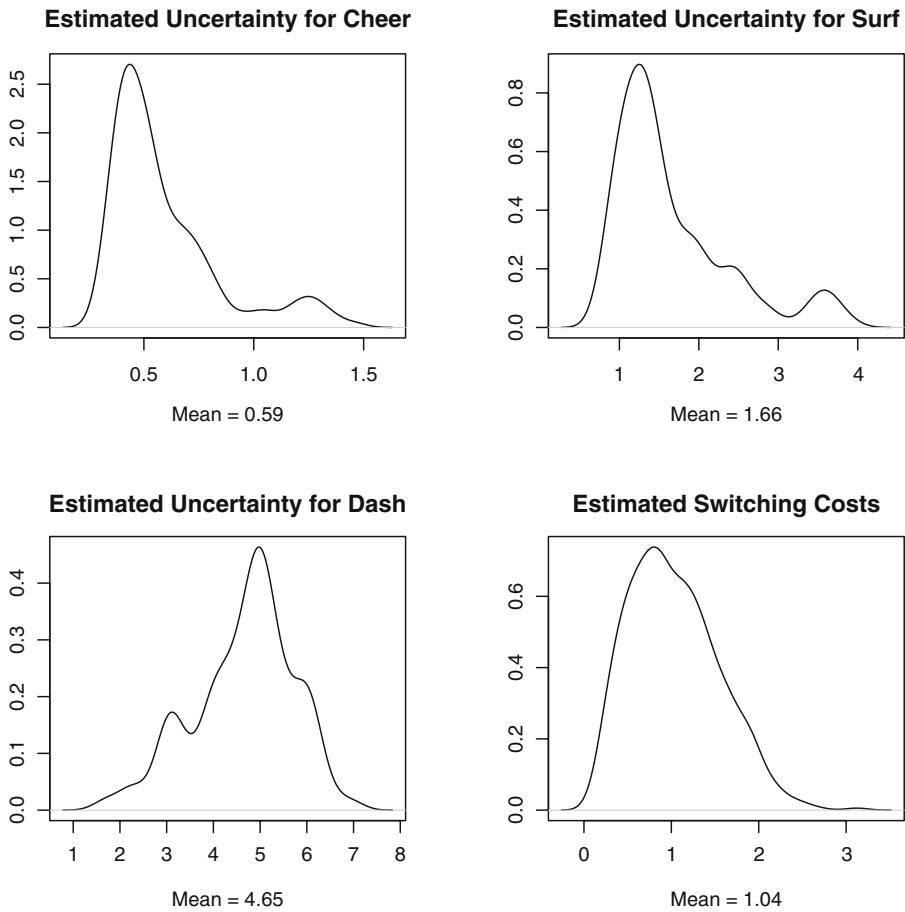 Estimated Uncertainty for Cheer
0.0 0.5 1.0 1.5 2.0 2.5
0.5 1.0 1.5
Mean = 0.59
Estimated Uncertainty for Surf
0.0 0.2 0.4 0.6 0.8
1 2 3 4
Mean = 1.66
Estimated Uncertainty for Dash
0.0 0.1 0.2 0.3 0.4
1 2 3 4 5 6 7 8
Mean = 4.65
Estimated Switching Costs
0.0 0.2 0.4 0.6
0 1 2 3
Mean = 1.04